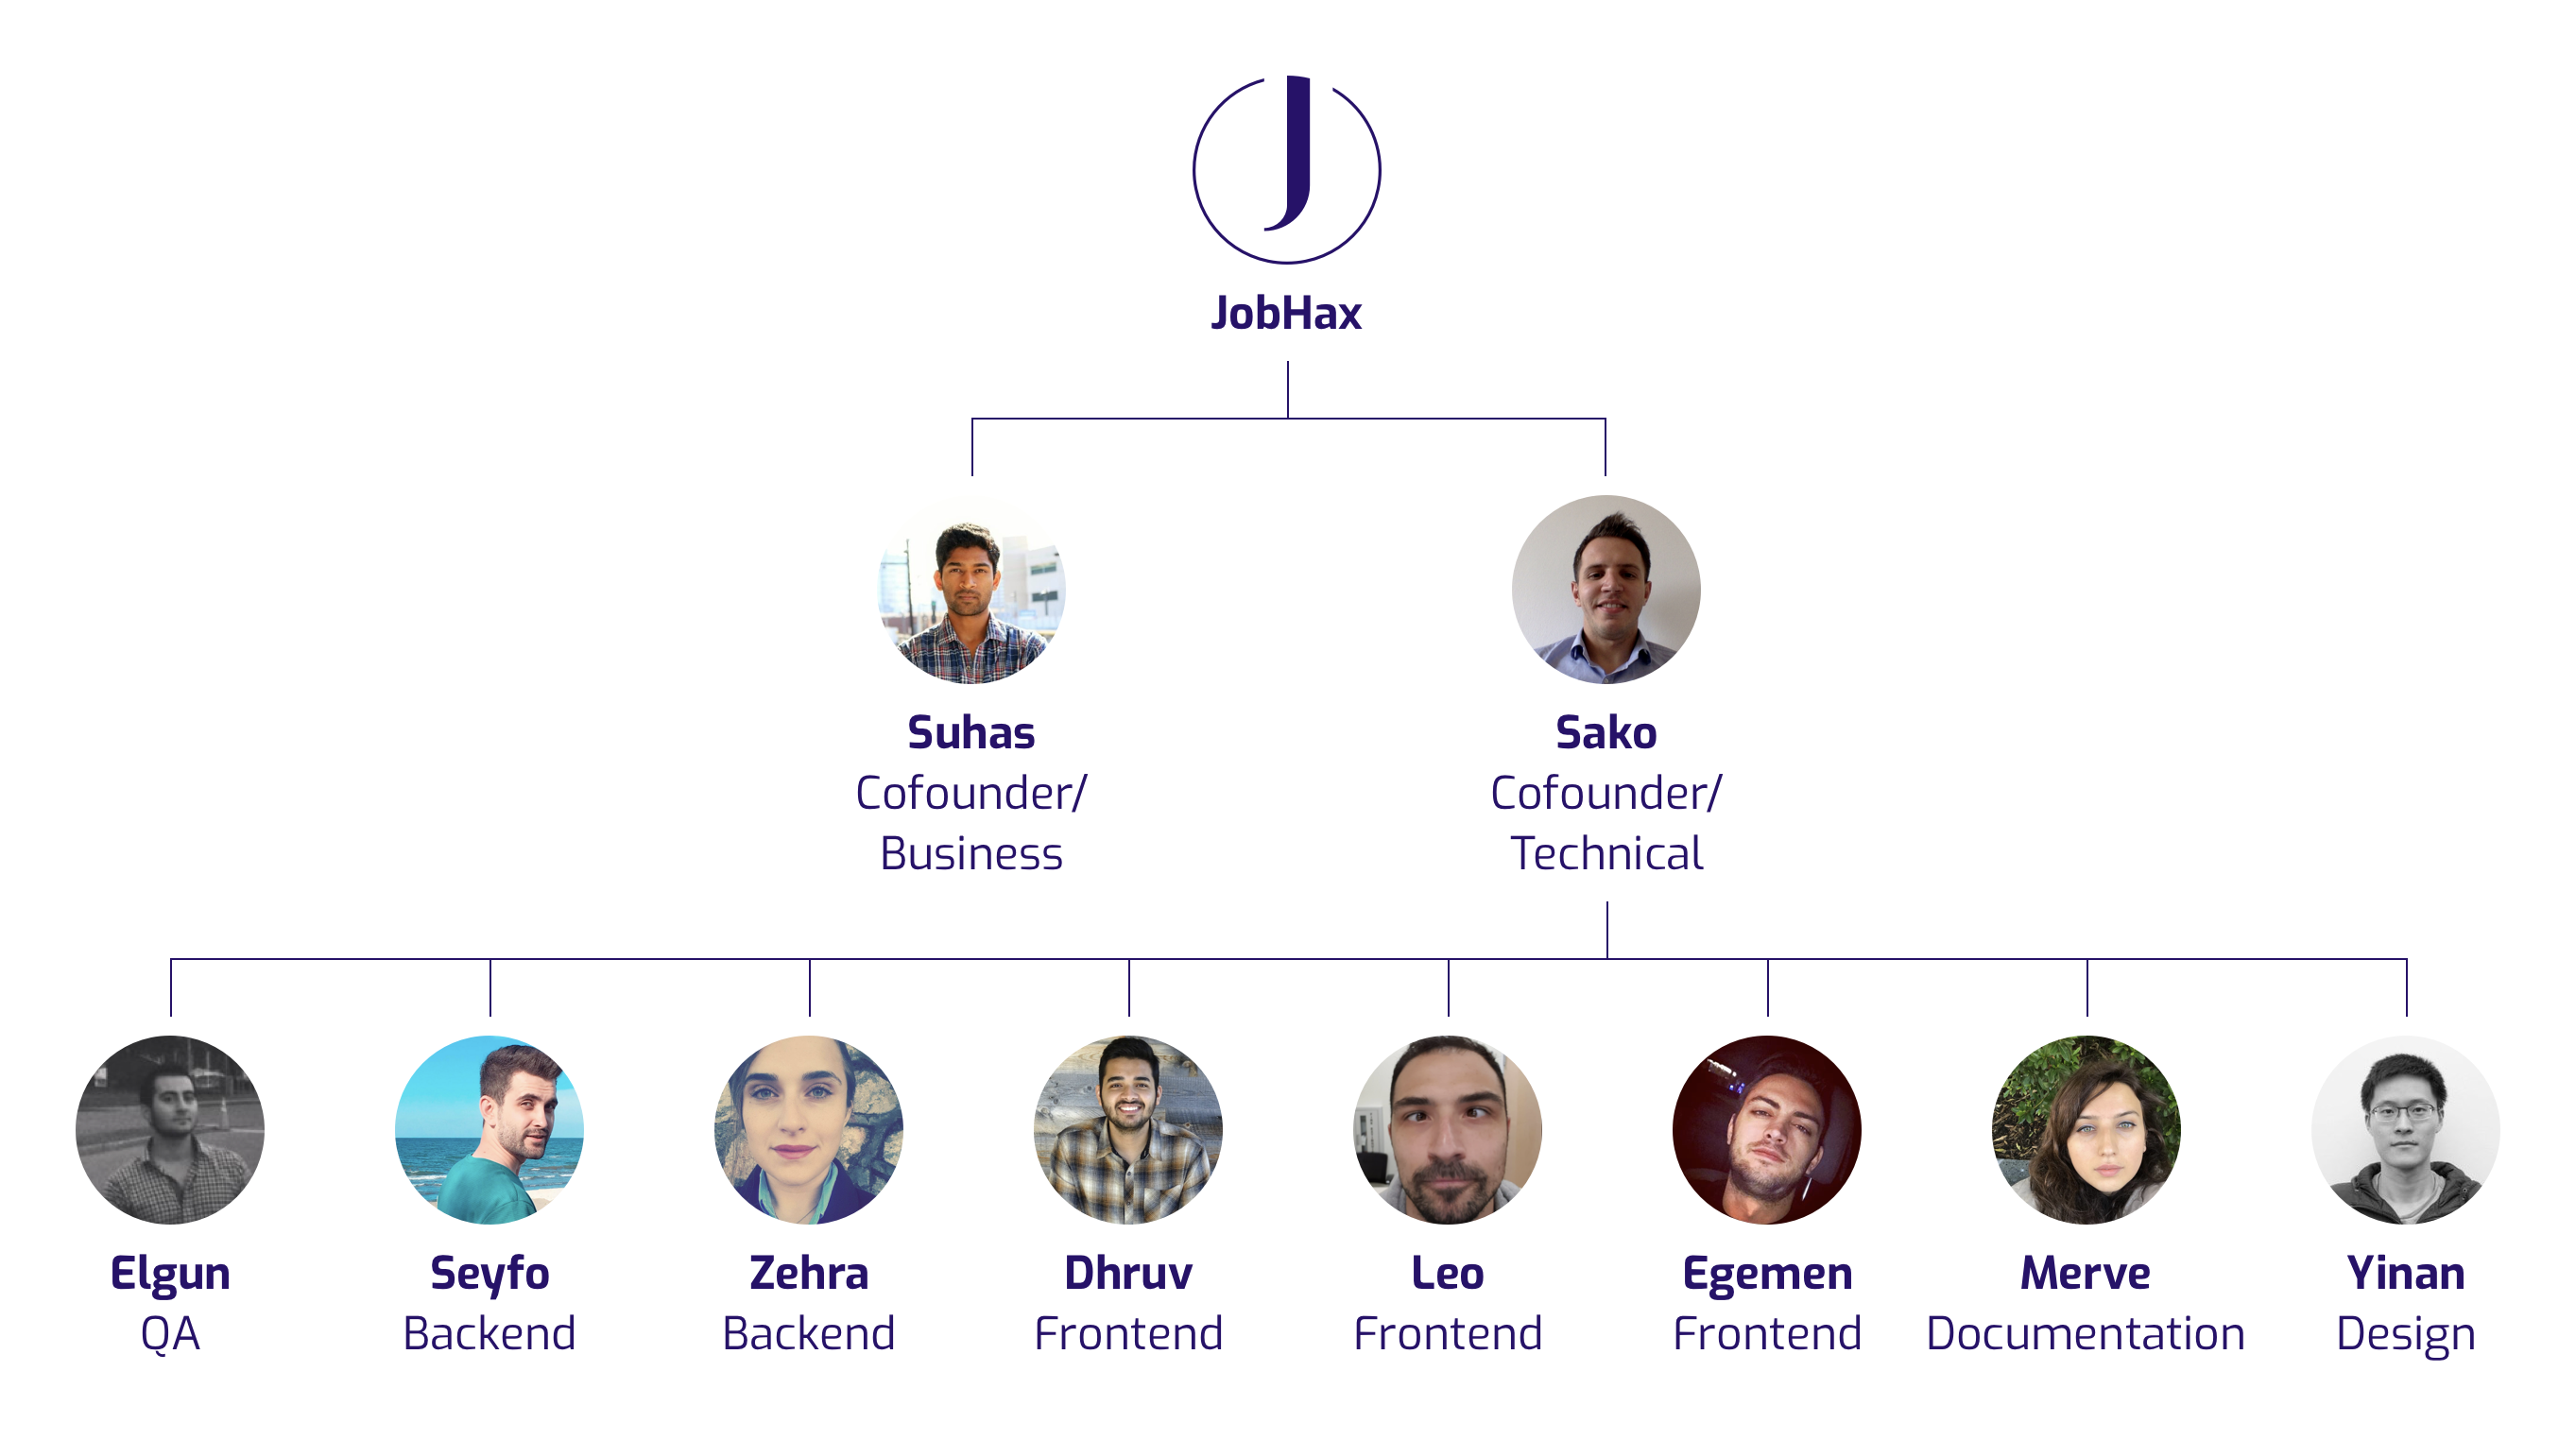 J
JobHax
Suhas
Cofounder/
Business
Sako
Cofounder/
Technical
Elgun
QA
Seyfo
Backend
Zehra
Backend
Dhruv
Frontend
Leo
Frontend
Egemen
Frontend
Merve
Documentation
Yinan
Design